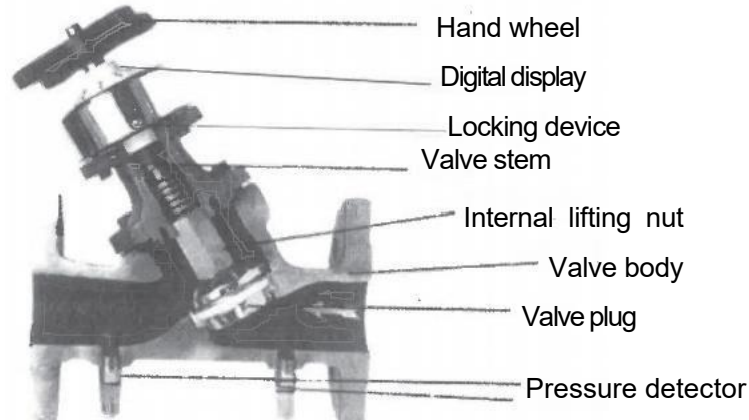 Hand wheel
Digital display
Locking device
Valve stem
Internal lifting nut
Valve body
Valve plug
Pressure detector